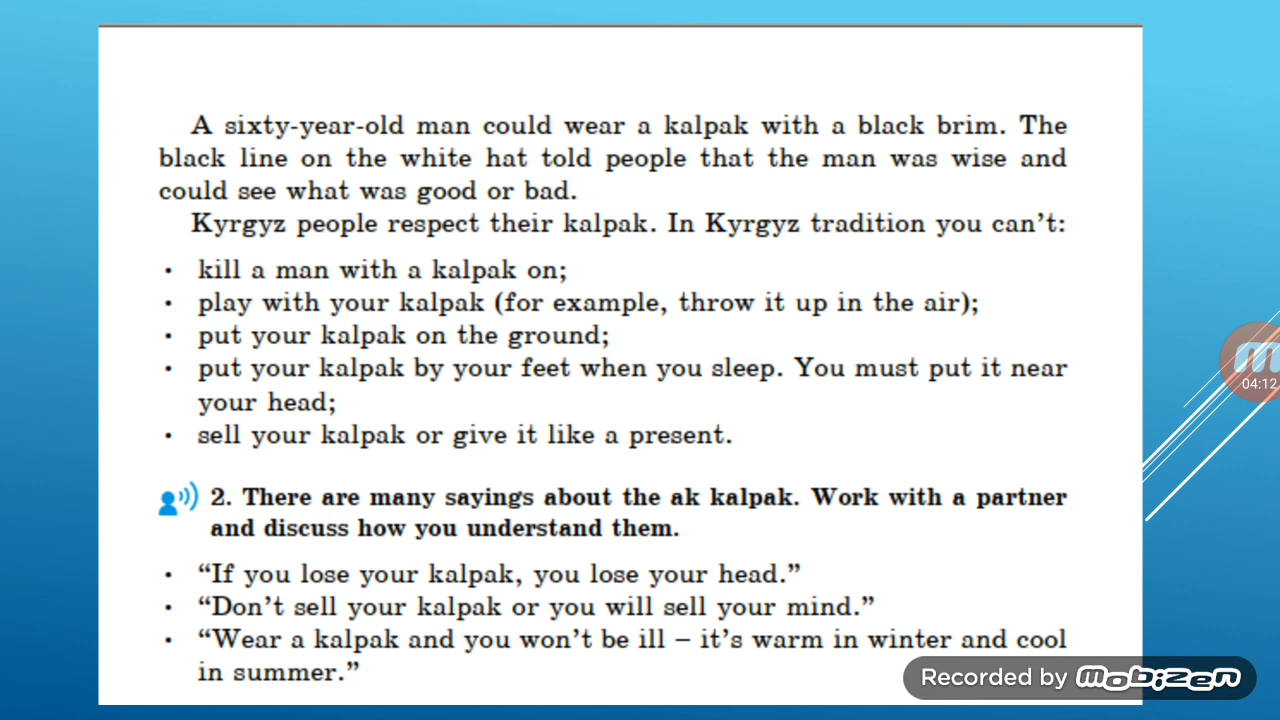 A sixty-year-old man could wear a kalpak with a black brim. The
black line on the white hat told people that the man was wise and
could see what was good or bad.
Kyrgyz people respect their kalpak. In Kyrgyz tradition you can't:
• kill a man with a kalpak on;
• play with your kalpak (for example, throw it up in the air);
• put your kalpak on the ground;
• put your kalpak by your feet when you sleep. You must put it near
your head;
• sell your kalpak or give it like a present.
2. There are many sayings about the ak kalpak. Work with a partner
and discuss how you understand them.
• “If you lose your kalpak, you lose your head.”
• “Don't sell your kalpak or you will sell your mind.”
• “Wear a kalpak and you won't be ill – it's warm in winter and cool
in summer.”
04:12
Recorded by mobizen